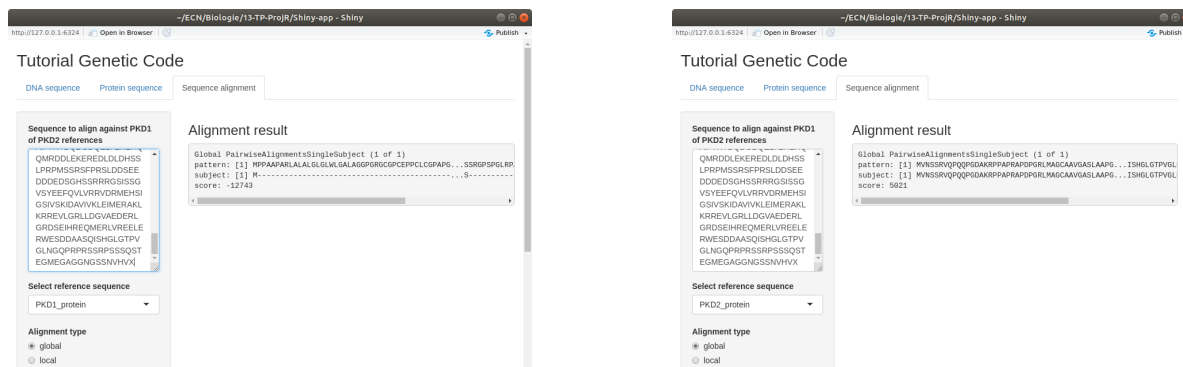 ~/ECN/Biologie/13-TP-ProjR/Shiny-app - Shiny
http://127.0.0.1:6324 Open in Browser Publish
Tutorial Genetic Code
DNA sequence Protein sequence Sequence alignment
Sequence to align against PKD1
of PKD2 references
QMRDDLEKEREDLDLDHSS
LPRPMSSRSFPRSLDDSEE
DDDEDSGHSSRRRGSISSG
VSYEEFQVLVRRVDRMEHSI
GSIVSKIDAVIVKLEIMERAKL
KRREVLGRLLDGVAEDERL
GRDSEIHREQMERLVREELE
RWESDDAASQISHGLGTPV
GLNGQPRPRSSRPSSSQST
EGMEGAGGNGSSNVHVX
Select reference sequence
PKD1_protein
Alignment type
global
local
Alignment result
Global PairwiseAlignmentsSingleSubject (1 of 1)
pattern: [1] MPPAAPARLALALGLGLWLGALAGGPGRGCGPCEPPCLCGPAPG...SSRGPSPGLRP
subject: [1] M-------------------------------------------...S----------
score: -12743
~/ECN/Biologie/13-TP-ProjR/Shiny-app - Shiny
http://127.0.0.1:6324 Open in Browser Publish
Tutorial Genetic Code
DNA sequence Protein sequence Sequence alignment
Sequence to align against PKD1
of PKD2 references
QMRDDLEKEREDLDLDHSS
LPRPMSSRSFPRSLDDSEE
DDDEDSGHSSRRRGSISSG
VSYEEFQVLVRRVDRMEHSI
GSIVSKIDAVIVKLEIMERAKL
KRREVLGRLLDGVAEDERL
GRDSEIHREQMERLVREELE
RWESDDAASQISHGLGTPV
GLNGQPRPRSSRPSSSQST
EGMEGAGGNGSSNVHVX
Select reference sequence
PKD2_protein
Alignment type
global
local
Alignment result
Global PairwiseAlignmentsSingleSubject (1 of 1)
pattern: [1] MVNSSRVQPQQPGDAKRPPAPRAPDPGRLMAGCAAVGASLAAPG...ISHGLGTPVGL
subject: [1] MVNSSRVQPQQPGDAKRPPAPRAPDPGRLMAGCAAVGASLAAPG...ISHGLGTPVGL
score: 5021